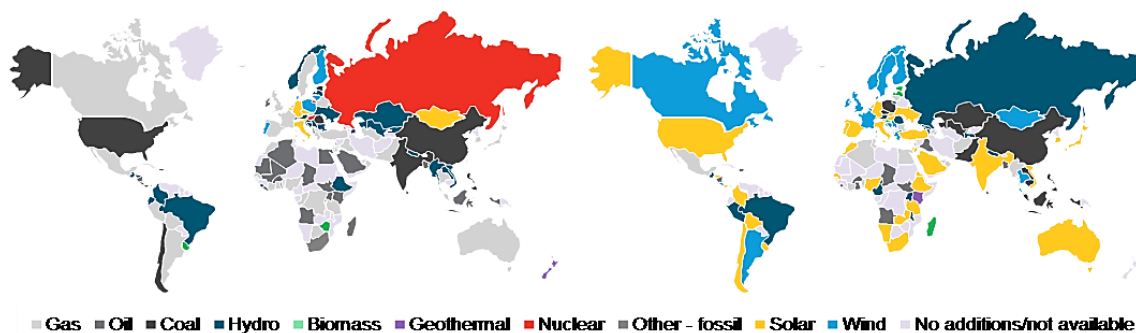 Gas Oil Coal Hydro Biomass Geothermal Nuclear Other - fossil Solar Wind No additions/not available